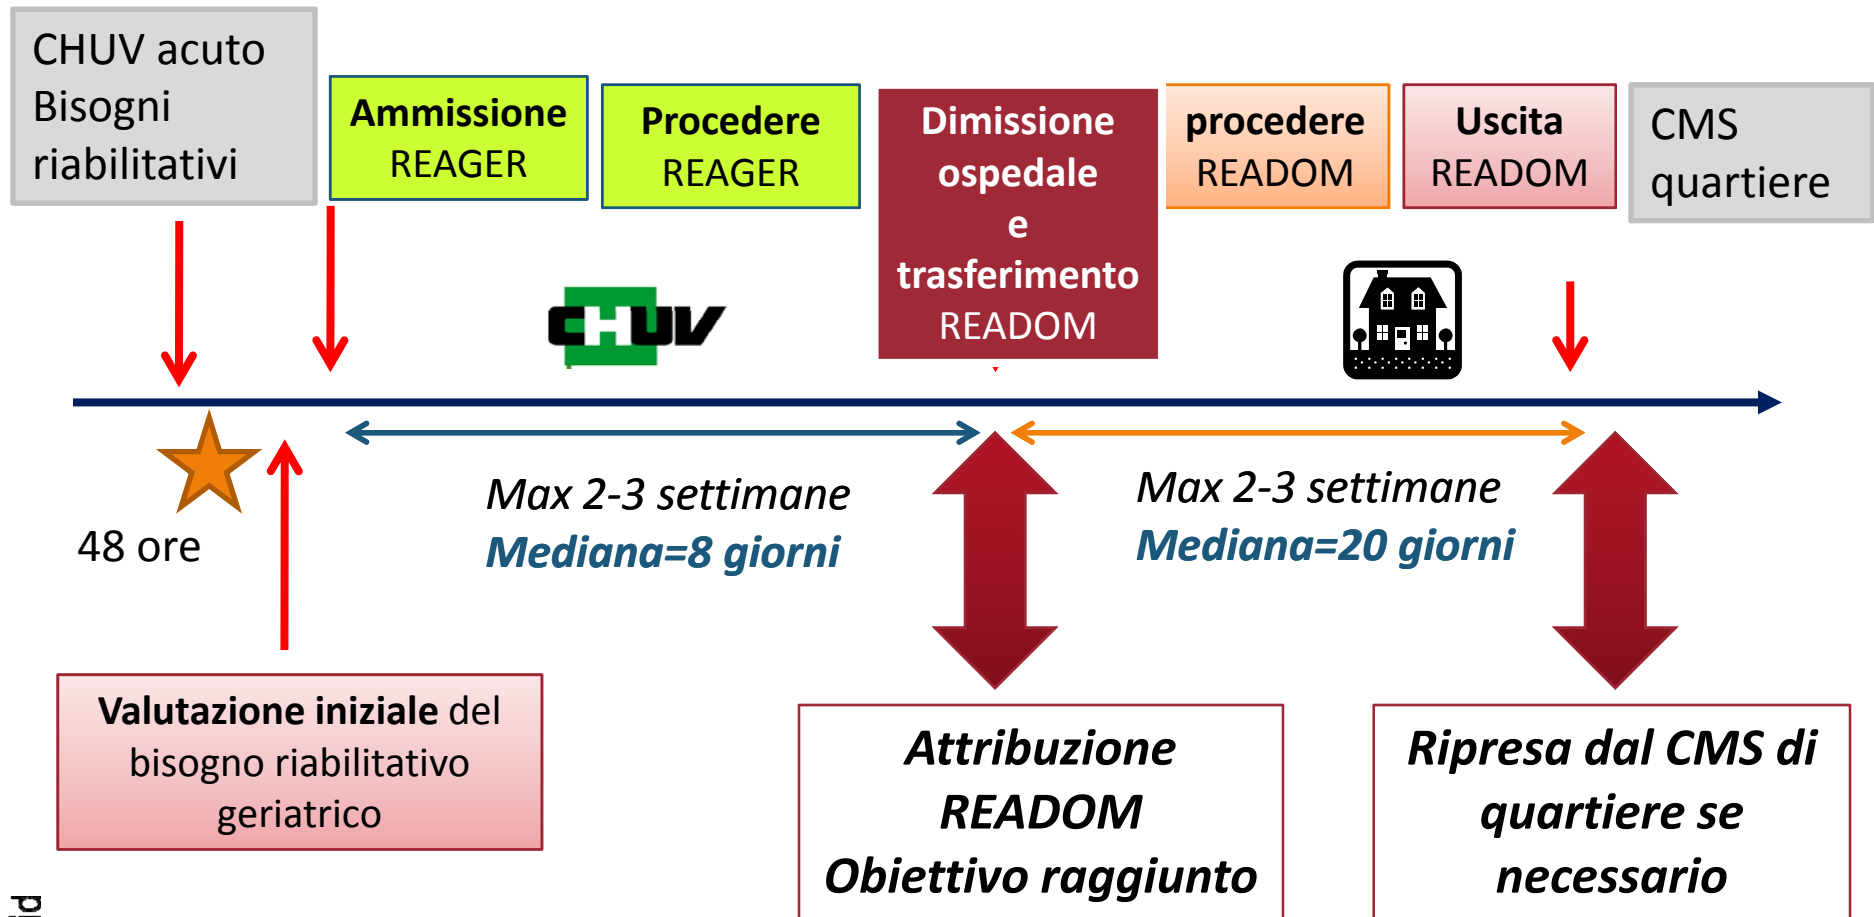 CHUV acuto
Bisogni
riabilitativi
Ammissione
REAGER
Procedere
REAGER
Dimissione
ospedale
e
trasferimento
READOM
procedere
READOM
Uscita
READOM
CMS
quartiere
CHUV
48 ore
Max 2-3 settimane
Mediana=8 giorni
Max 2-3 settimane
Mediana=20 giorni
Valutazione iniziale del
bisogno riabilitativo
geriatrico
Attribuzione
READOM
Obiettivo raggiunto
Ripresa dal CMS di
quartiere se
necessario